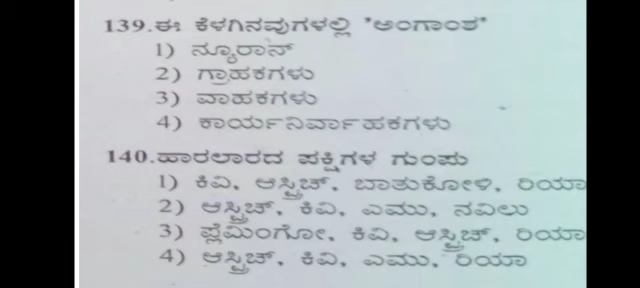 139.ಈ ಕೆಳಗಿನವುಗಳಲ್ಲಿ "ಅಂಗಾಂಶ"
1) ನ್ಯೂರಾನ್
2) ಗ್ರಾಹಕಗಳು
3) ವಾಹಕಗಳು
4) ಕಾರ್ಯನಿರ್ವಾಹಕಗಳು
140.ಹಾರಲಾರದ ಪಕ್ಷಿಗಳ ಗುಂಪು
1) ಕಿವಿ, ಆಸ್ಟ್ರಿಚ್, ಬಾತುಕೋಳಿ, ರಿಯಾ
2) ಆಸ್ಟ್ರಿಚ್, ಕಿವಿ, ಎಮು, ನವಿಲು
3) ಫ್ಲೆಮಿಂಗೋ, ಕಿವಿ, ಆಸ್ಟ್ರಿಚ್, ರಿಯಾ
4) ಆಸ್ಟ್ರಿಚ್, ಕಿವಿ, ಎಮು, ರಿಯಾ